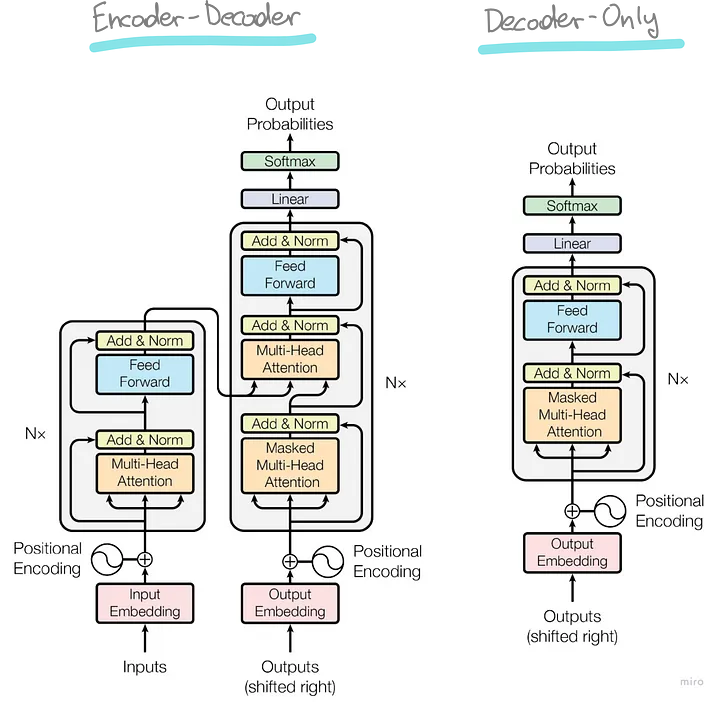 Encoder-Decoder
Decoder-Only
Output
Probabilities
Softmax
Linear
Add & Norm
Feed
Forward
Add & Norm
Multi-Head
Attention
Nx
Add & Norm
Masked
Multi-Head
Attention
Add & Norm
Feed
Forward
Nx
Add & Norm
Multi-Head
Attention
Positional
Encoding
Positional
Encoding
Input
Embedding
Output
Embedding
Inputs
Outputs
(shifted right)
Output
Probabilities
Softmax
Linear
Add & Norm
Feed
Forward
Add & Norm
Masked
Multi-Head
Attention
Nx
Positional
Encoding
Output
Embedding
Outputs
(shifted right)
miro